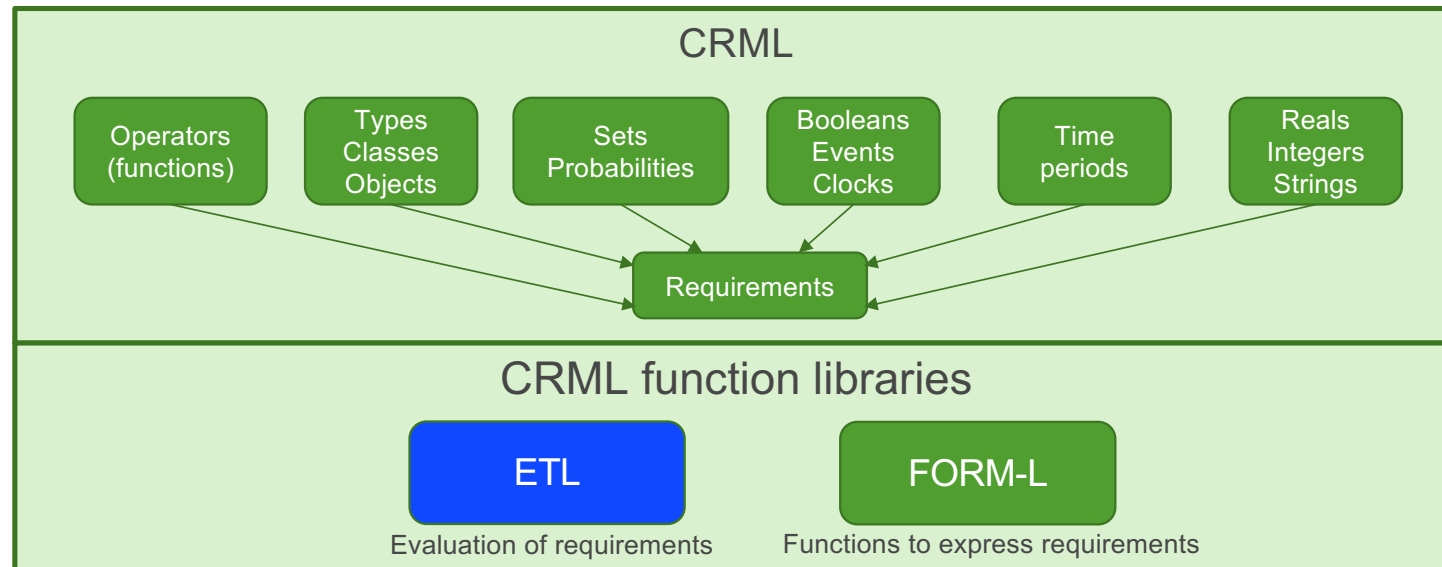 CRML
Operators
(functions)
Types
Classes
Objects
Sets
Probabilities
Booleans
Events
Clocks
Time
periods
Reals
Integers
Strings
Requirements
CRML function libraries
ETL
FORM-L
Evaluation of requirements
Functions to express requirements